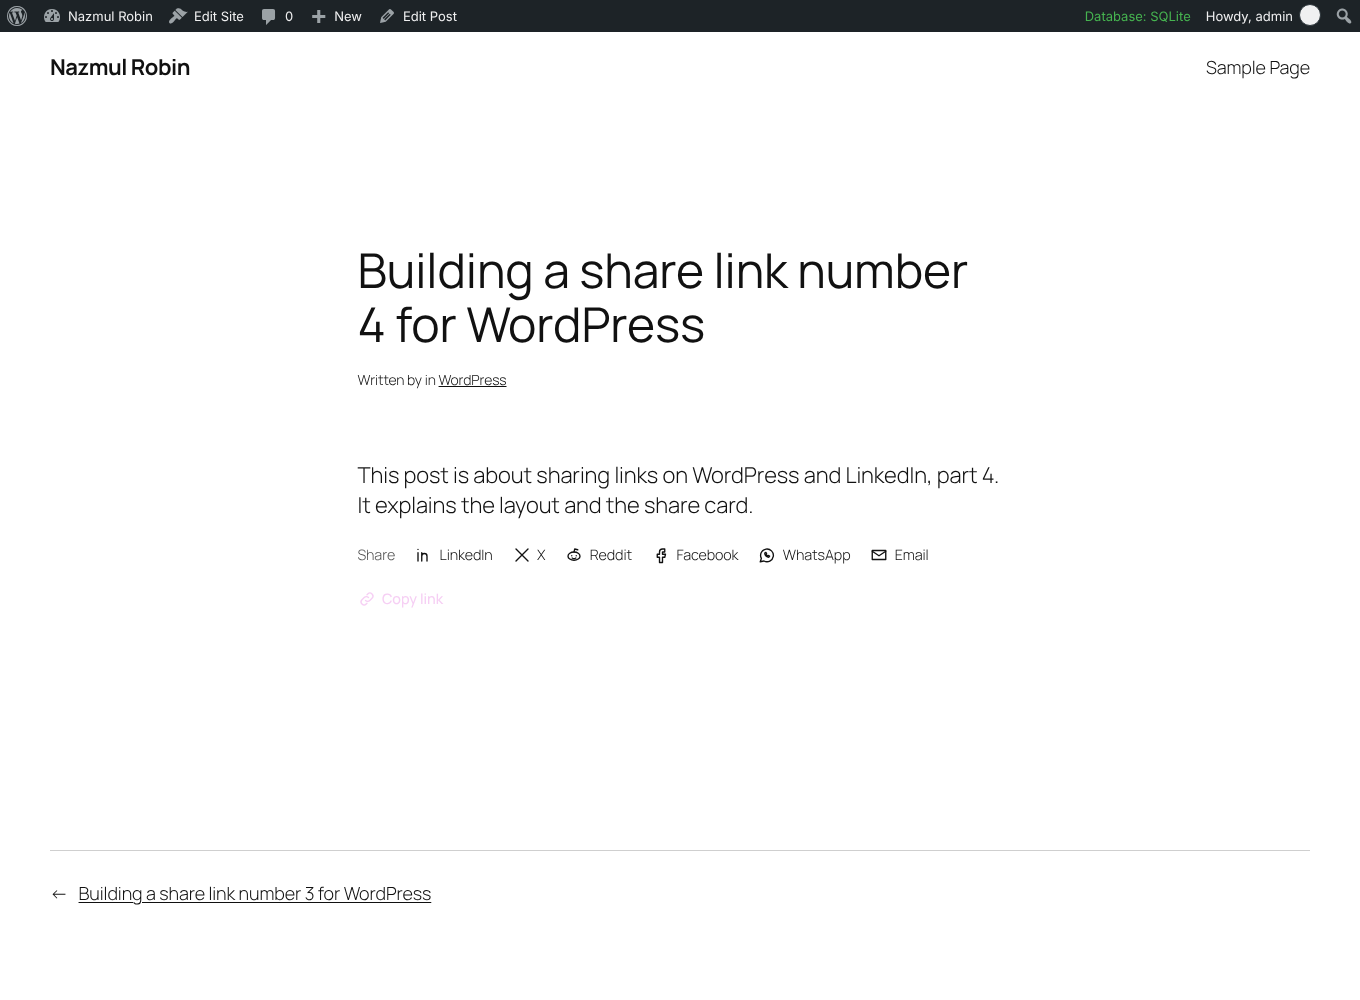 Nazmul Robin Edit Site 0 New Edit Post Database: SQLite Howdy, admin
Nazmul Robin Sample Page
Building a share link number
4 for WordPress
Written by in WordPress
This post is about sharing links on WordPress and LinkedIn, part 4.
It explains the layout and the share card.
Share LinkedIn X Reddit Facebook WhatsApp Email
Copy link
← Building a share link number 3 for WordPress